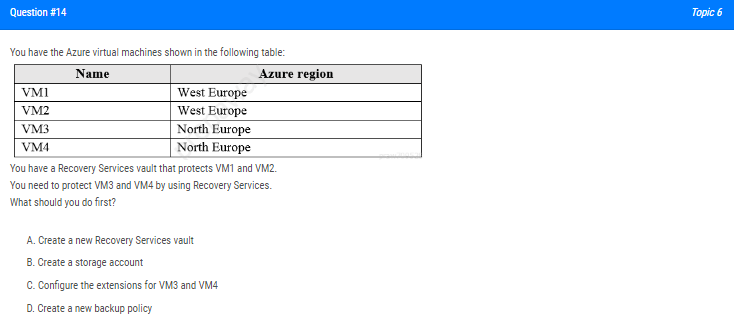 Question #14
Topic 6
You have the Azure virtual machines shown in the following table:
Name Azure region
VM1 West Europe
VM2 West Europe
VM3 North Europe
VM4 North Europe
You have a Recovery Services vault that protects VM1 and VM2.
You need to protect VM3 and VM4 by using Recovery Services.
What should you do first?
A. Create a new Recovery Services vault
B. Create a storage account
C. Configure the extensions for VM3 and VM4
D. Create a new backup policy